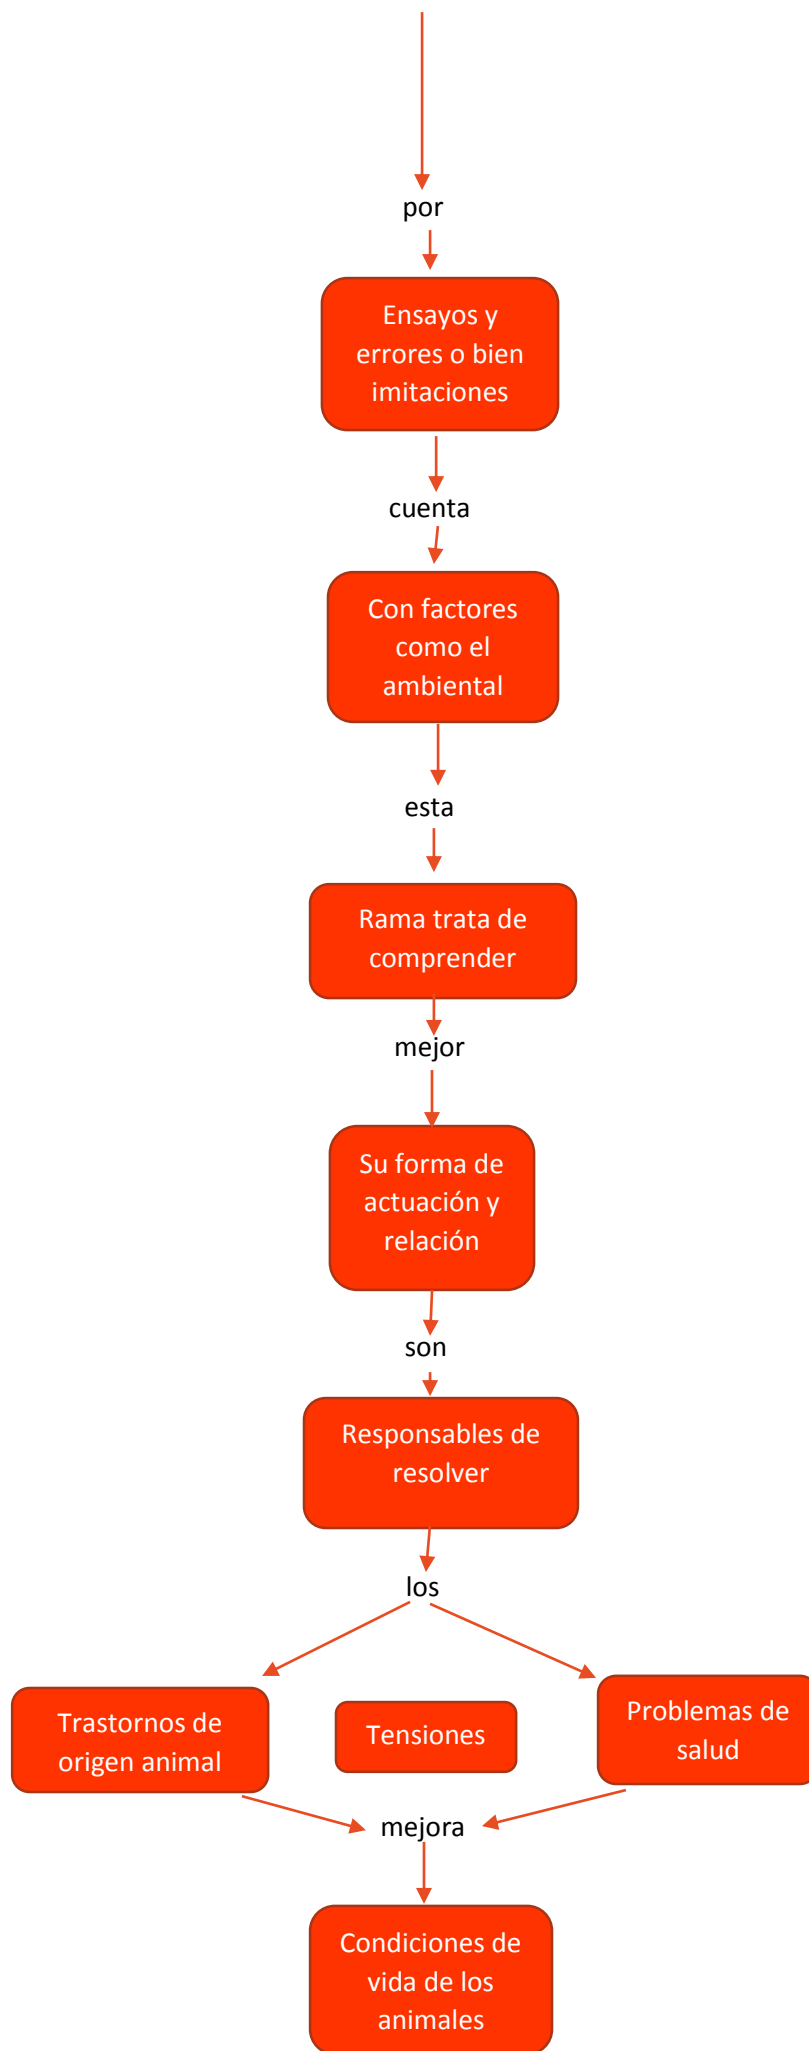 por
Ensayos y
errores o bien
imitaciones
cuenta
Con factores
como el
ambiental
esta
Rama trata de
comprender
mejor
Su forma de
actuación y
relación
son
Responsables de
resolver
los
Trastornos de
origen animal
Tensiones
Problemas de
salud
mejora
Condiciones de
vida de los
animales